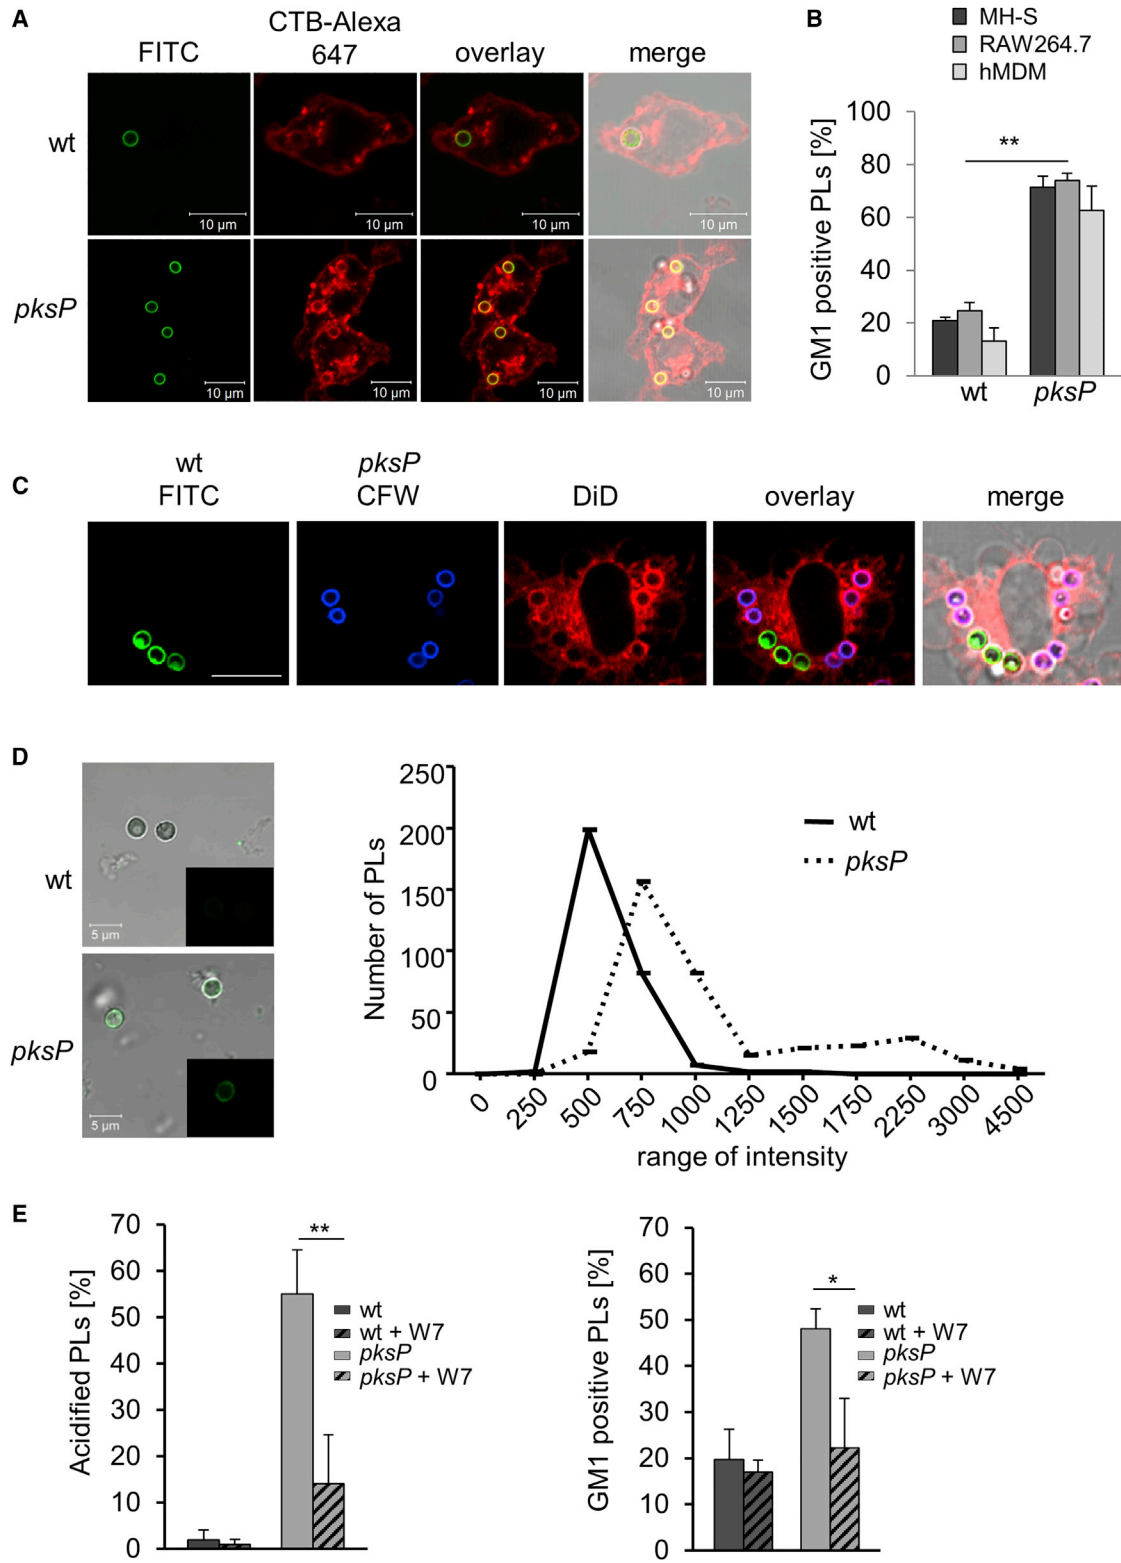 A
FITC
CTB-Alexa
647
overlay
merge
wt
10 µm
10 µm
10 µm
10 µm
pksP
10 µm
10 µm
10 µm
10 µm
B
MH-S
RAW264.7
hMDM
GM1 positive PLs [%]
100
80
60
40
20
0
**
wt
pksP
C
wt
FITC
pksP
CFW
DiD
overlay
merge
D
wt
5 µm
pksP
5 µm
Number of PLs
250
200
150
100
50
0
wt
pksP
0
250
500
750
1000
1250
1500
1750
2250
3000
4500
range of intensity
E
Acidified PLs [%]
70
60
50
40
30
20
10
0
**
wt
wt + W7
pksP
pksP + W7
GM1 positive PLs [%]
70
60
50
40
30
20
10
0
*
wt
wt + W7
pksP
pksP + W7